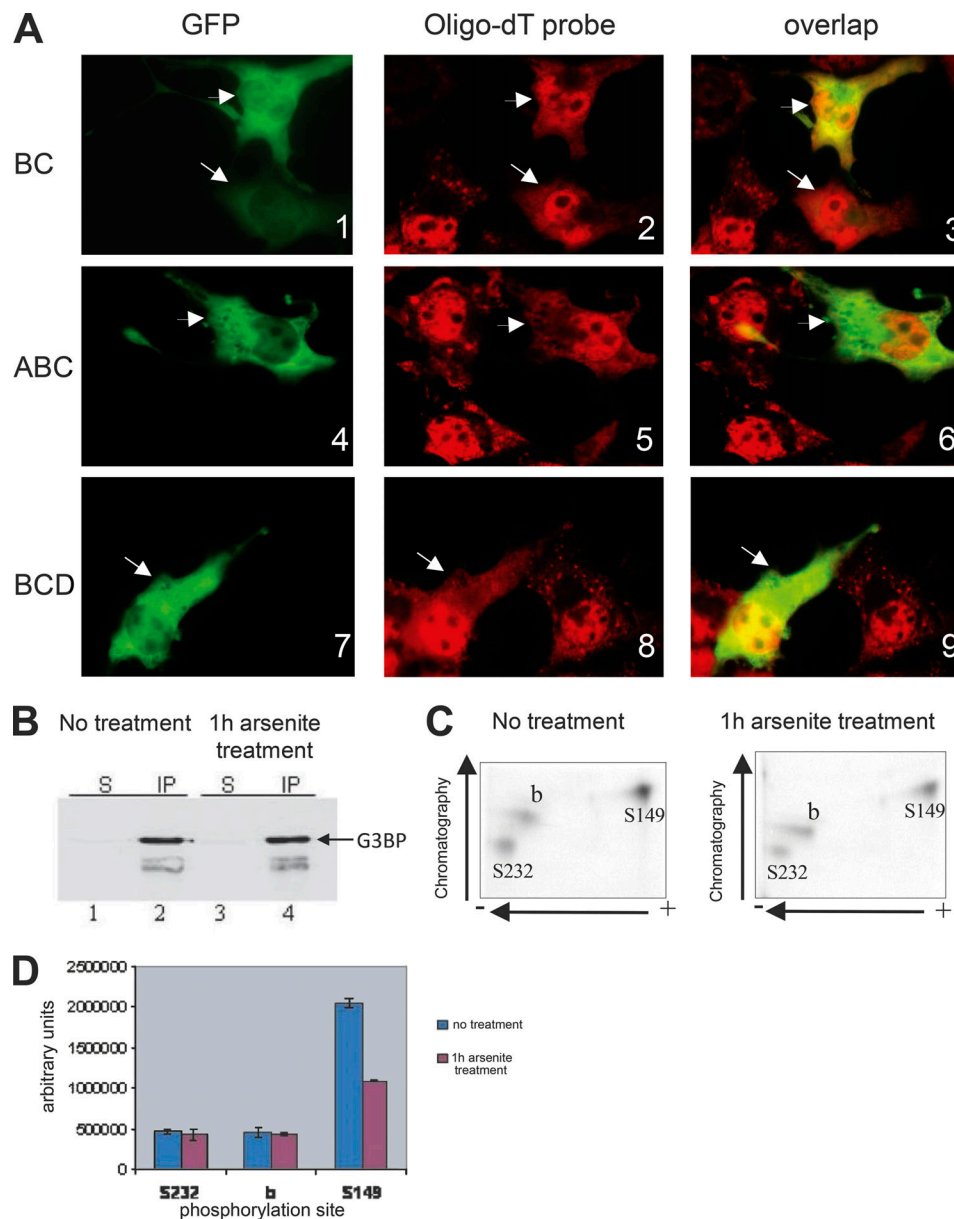 A
GFP
Oligo-dT probe
overlap
BC
1
2
3
ABC
4
5
6
BCD
7
8
9
B
No treatment
1h arsenite
treatment
S
IP
S
IP
G3BP
1
2
3
4
C
No treatment
1h arsenite treatment
Chromatography
b
S149
S232
-
+
Chromatography
b
S149
S232
-
+
D
arbitrary units
2500000
2000000
1500000
1000000
500000
0
S232
b
S149
phosphorylation site
no treatment
1h arsenite
treatment